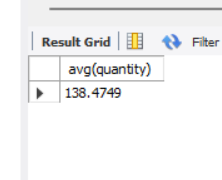 Result Grid Filter
avg(quantity)
138.4749